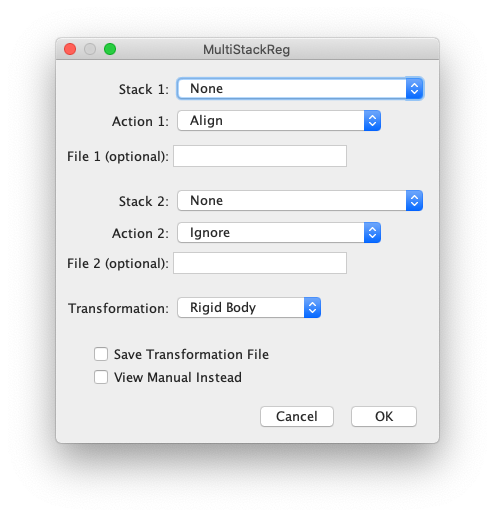 MultiStackReg
Stack 1: None
Action 1: Align
File 1 (optional):
Stack 2: None
Action 2: Ignore
File 2 (optional):
Transformation: Rigid Body
Save Transformation File
View Manual Instead
Cancel OK